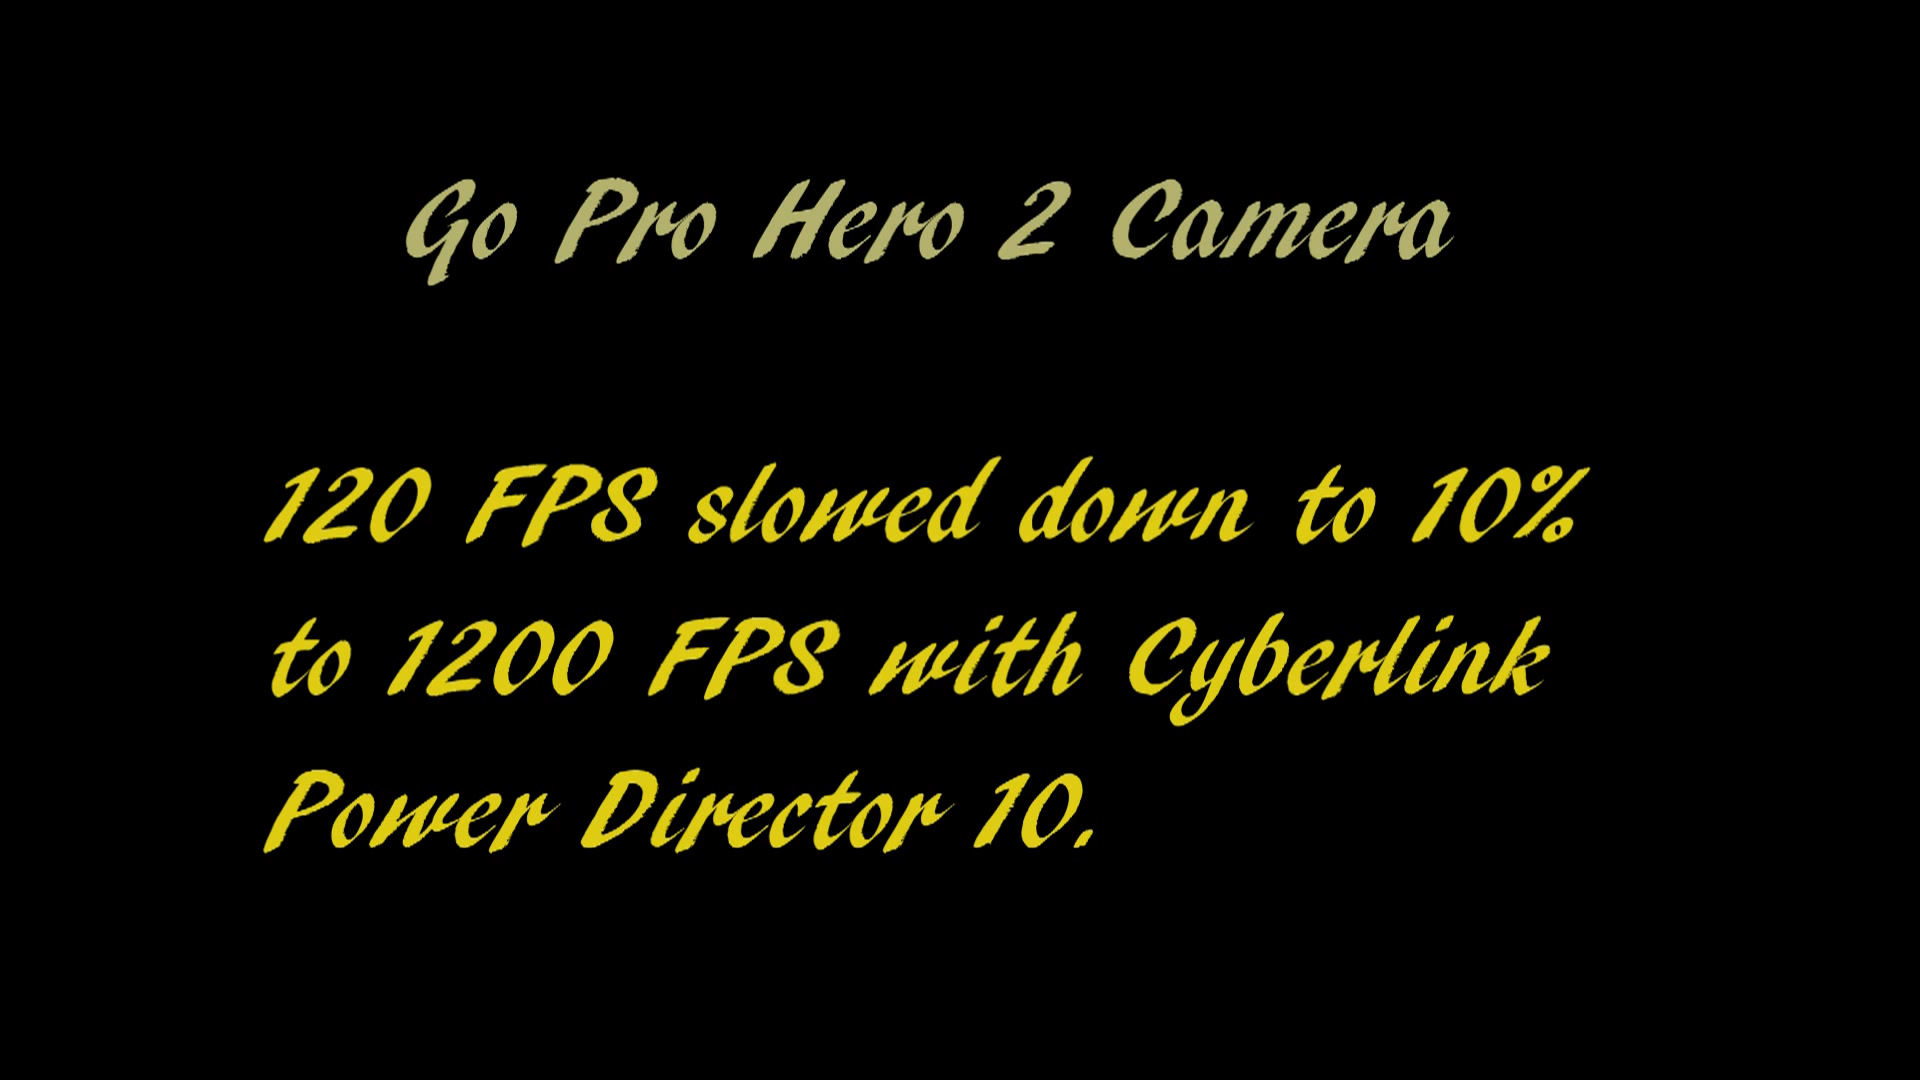 Go Pro Hero 2 Camera
120 FPS slowed down to 10%
to 1200 FPS with Cyberlink
Power Director 10.